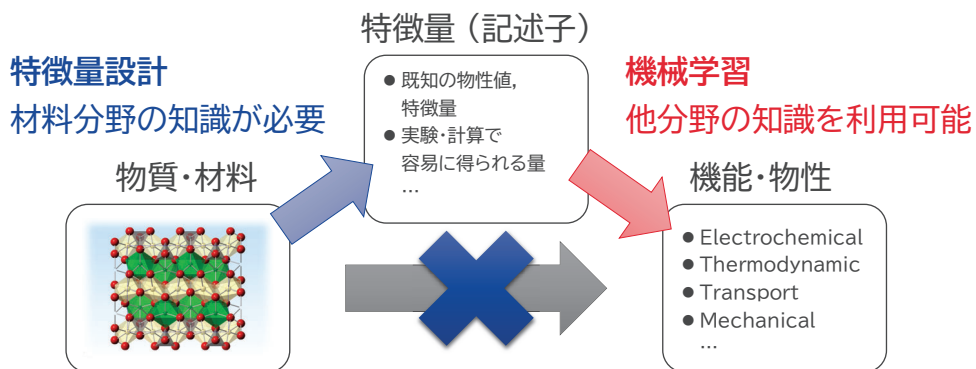 特徴量（記述子）
特徴量設計
材料分野の知識が必要
● 既知の物性値,
特徴量
● 実験・計算で
容易に得られる量
…
機械学習
他分野の知識を利用可能
物質・材料
機能・物性
● Electrochemical
● Thermodynamic
● Transport
● Mechanical
…